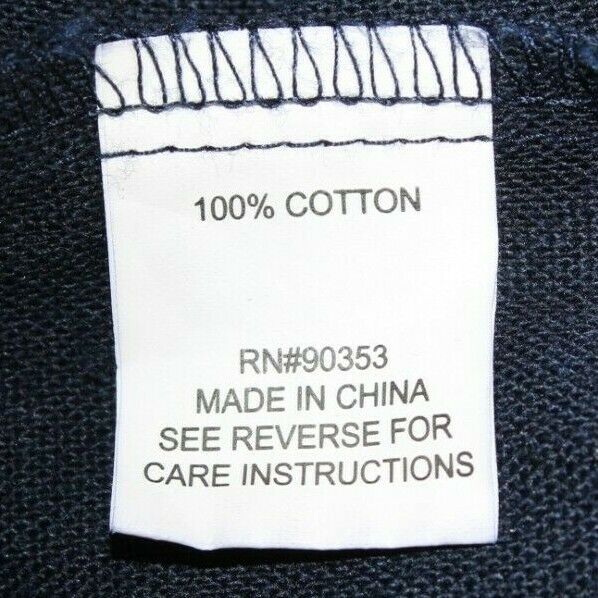 100% COTTON
RN#90353
MADE IN CHINA
SEE REVERSE FOR
CARE INSTRUCTIONS